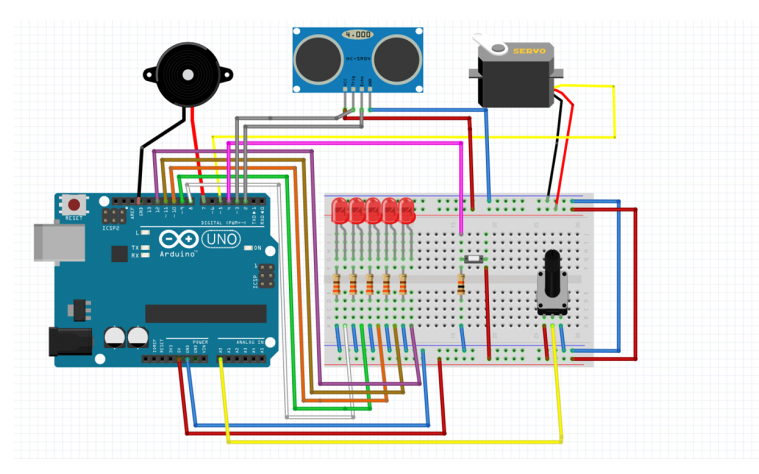 4.000
HC-SR04
Vcc
Trig
Echo
GND
SERVO
RESET
ICSP2
L
TX
RX
AREF
GND
13
12
~11
~10
~9
8
7
~6
~5
4
~3
2
TX→1
RX←0
DIGITAL (PWM~)
UNO
Arduino
ON
1
ICSP
IOREF
RESET
3V3
5V
GND
GND
VIN
POWER
ANALOG IN
A0
A1
A2
A3
A4
A5